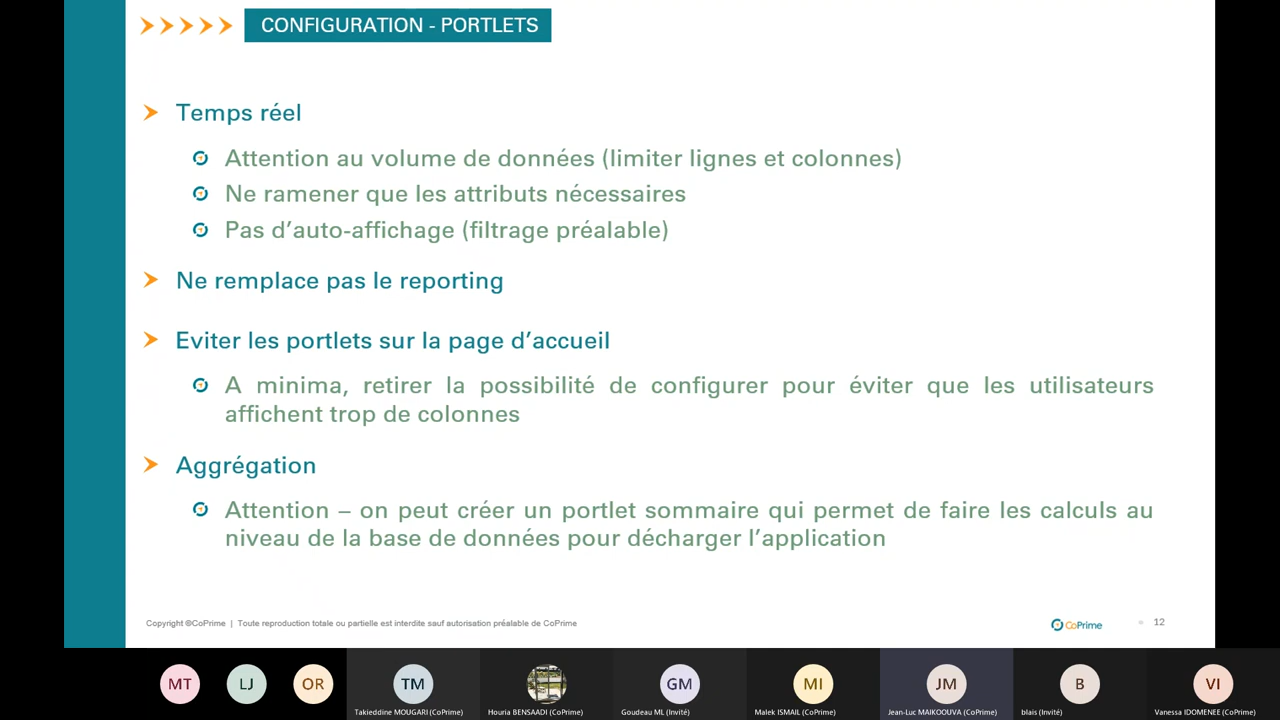 CONFIGURATION - PORTLETS
Temps réel
Attention au volume de données (limiter lignes et colonnes)
Ne ramener que les attributs nécessaires
Pas d’auto-affichage (filtrage préalable)
Ne remplace pas le reporting
Eviter les portlets sur la page d’accueil
A minima, retirer la possibilité de configurer pour éviter que les utilisateurs
affichent trop de colonnes
Aggrégation
Attention – on peut créer un portlet sommaire qui permet de faire les calculs au
niveau de la base de données pour décharger l’application
Copyright ©CoPrime | Toute reproduction totale ou partielle est interdite sauf autorisation préalable de CoPrime
CoPrime
12
MT
LJ
OR
TM
GM
MI
JM
B
VI
Takieddine MOUGARI (CoPrime)
Houria BENSAADI (CoPrime)
Goudeau ML (Invité)
Malek ISMAIL (CoPrime)
Jean-Luc MAIKOOUVA (CoPrime)
blais (Invité)
Vanessa IDOMENEE (CoPrime)